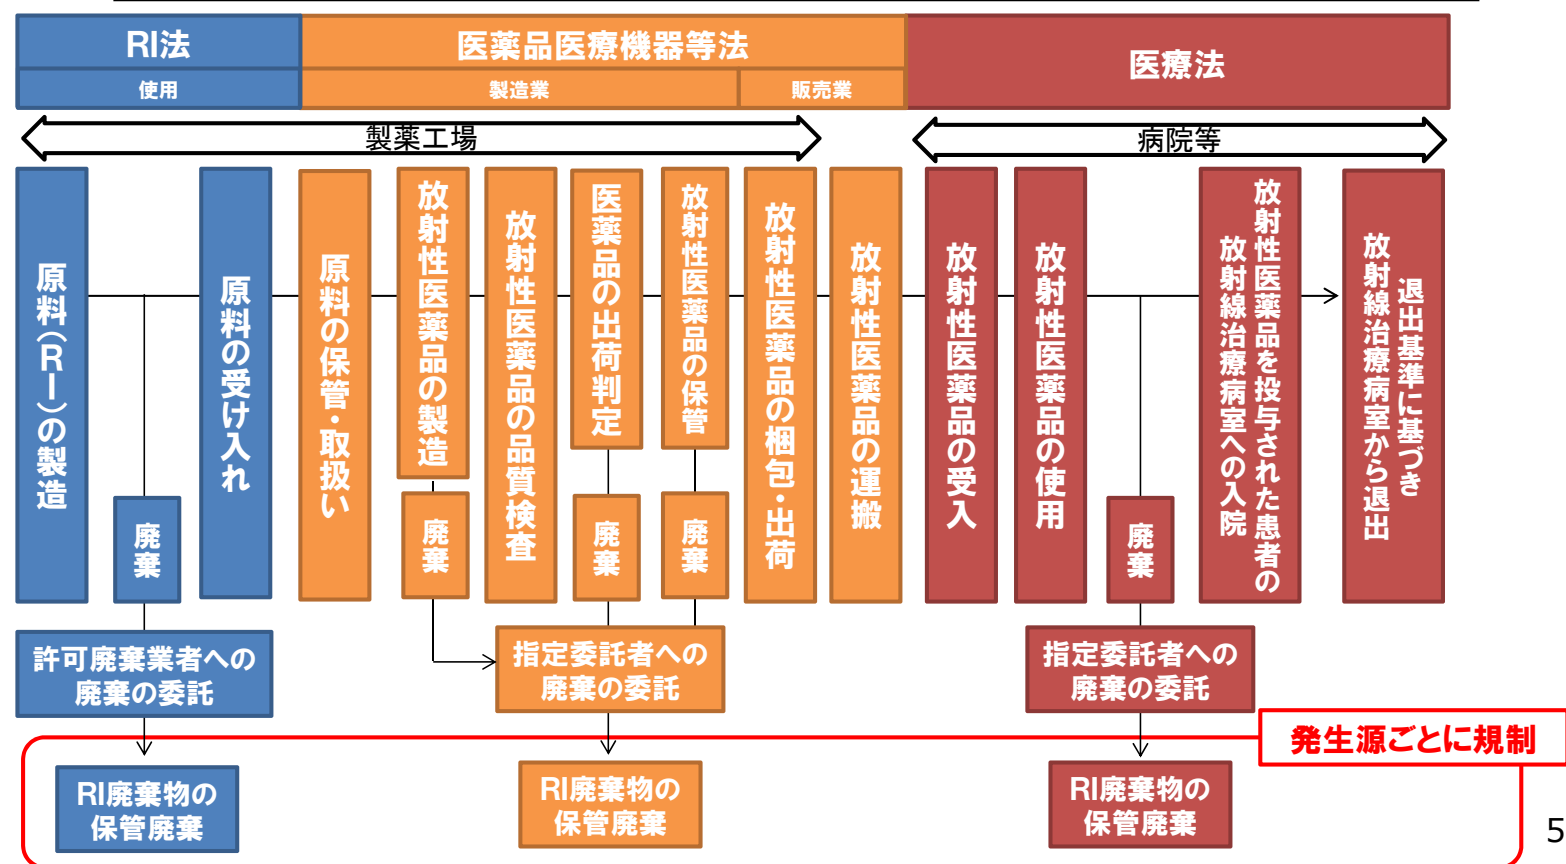 RI法
使用
医薬品医療機器等法
製造業
販売業
医療法
製薬工場
病院等
原料(RI)の製造
廃棄
原料の受け入れ
原料の保管・取扱い
放射性医薬品の製造
廃棄
放射性医薬品の品質検査
医薬品の出荷判定
廃棄
放射性医薬品の保管
廃棄
放射性医薬品の梱包・出荷
放射性医薬品の運搬
放射性医薬品の受入
放射性医薬品の使用
廃棄
放射性医薬品を投与された患者の
放射線治療病室への入院
退出基準に基づき
放射線治療病室から退出
許可廃棄業者への
廃棄の委託
指定委託者への
廃棄の委託
指定委託者への
廃棄の委託
発生源ごとに規制
RI廃棄物の
保管廃棄
RI廃棄物の
保管廃棄
RI廃棄物の
保管廃棄
5